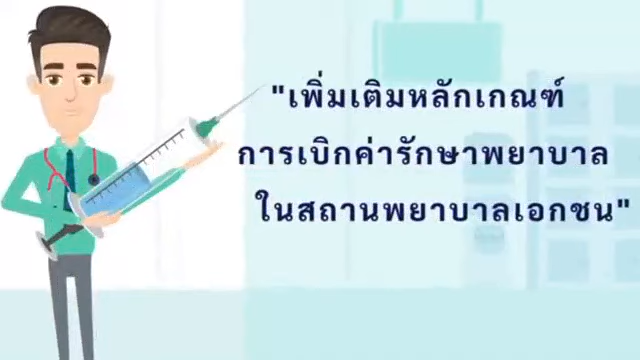 "เพิ่มเติมหลักเกณฑ์
การเบิกค่ารักษาพยาบาล
ในสถานพยาบาลเอกชน"